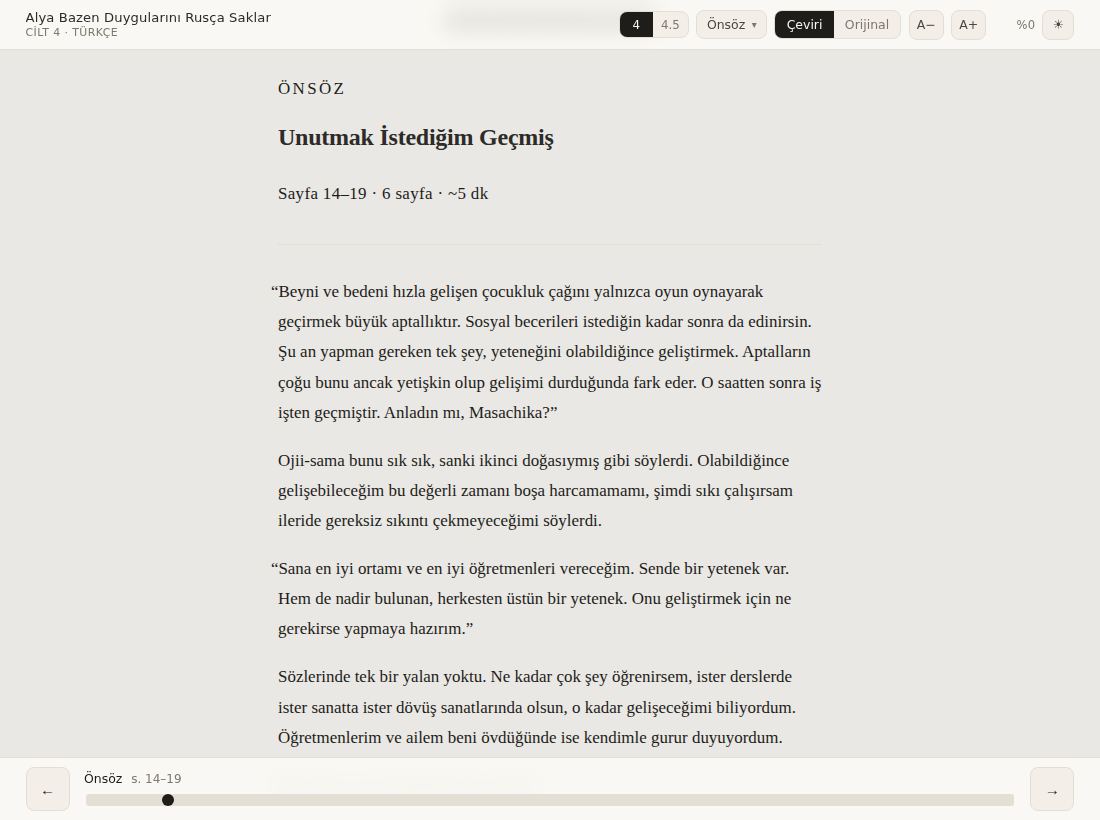 Alya Bazen Duygularını Rusça Saklar
CİLT 4 · TÜRKÇE
4 4.5 Önsöz ▾ Çeviri Orijinal A− A+ %0 ☀
ÖNSÖZ
Unutmak İstediğim Geçmiş
Sayfa 14–19 · 6 sayfa · ~5 dk
“Beyni ve bedeni hızla gelişen çocukluk çağını yalnızca oyun oynayarak
geçirmek büyük aptallıktır. Sosyal becerileri istediğin kadar sonra da edinirsin.
Şu an yapman gereken tek şey, yeteneğini olabildiğince geliştirmek. Aptalların
çoğu bunu ancak yetişkin olup gelişimi durduğunda fark eder. O saatten sonra iş
işten geçmiştir. Anladın mı, Masachika?”
Ojii-sama bunu sık sık, sanki ikinci doğasıymış gibi söylerdi. Olabildiğince
gelişebileceğim bu değerli zamanı boşa harcamamamı, şimdi sıkı çalışırsam
ileride gereksiz sıkıntı çekmeyeceğimi söylerdi.
“Sana en iyi ortamı ve en iyi öğretmenleri vereceğim. Sende bir yetenek var.
Hem de nadir bulunan, herkesten üstün bir yetenek. Onu geliştirmek için ne
gerekirse yapmaya hazırım.”
Sözlerinde tek bir yalan yoktu. Ne kadar çok şey öğrenirsem, ister derslerde
ister sanatta ister dövüş sanatlarında olsun, o kadar gelişeceğimi biliyordum.
Öğretmenlerim ve ailem beni övdüğünde ise kendimle gurur duyuyordum.
← Önsöz s. 14–19 →